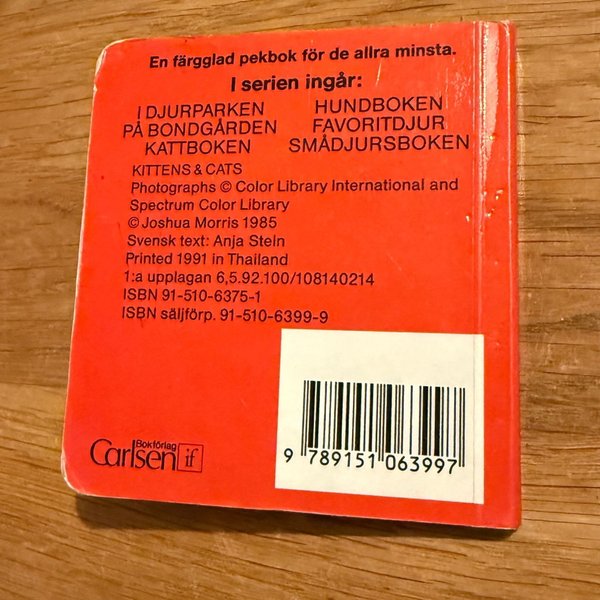 En färgglad pekbok för de allra minsta.
I serien ingår:
I DJURPARKEN HUNDBOKEN
PÅ BONDGÅRDEN FAVORITDJUR
KATTBOKEN SMÅDJURSBOKEN
KITTENS & CATS
Photographs © Color Library International and
Spectrum Color Library
© Joshua Morris 1985
Svensk text: Anja Stein
Printed 1991 in Thailand
1:a upplagan 6,5.92.100/108140214
ISBN 91-510-6375-1
ISBN säljförp. 91-510-6399-9
Bokförlag
Carlsen if
9 789151 063997